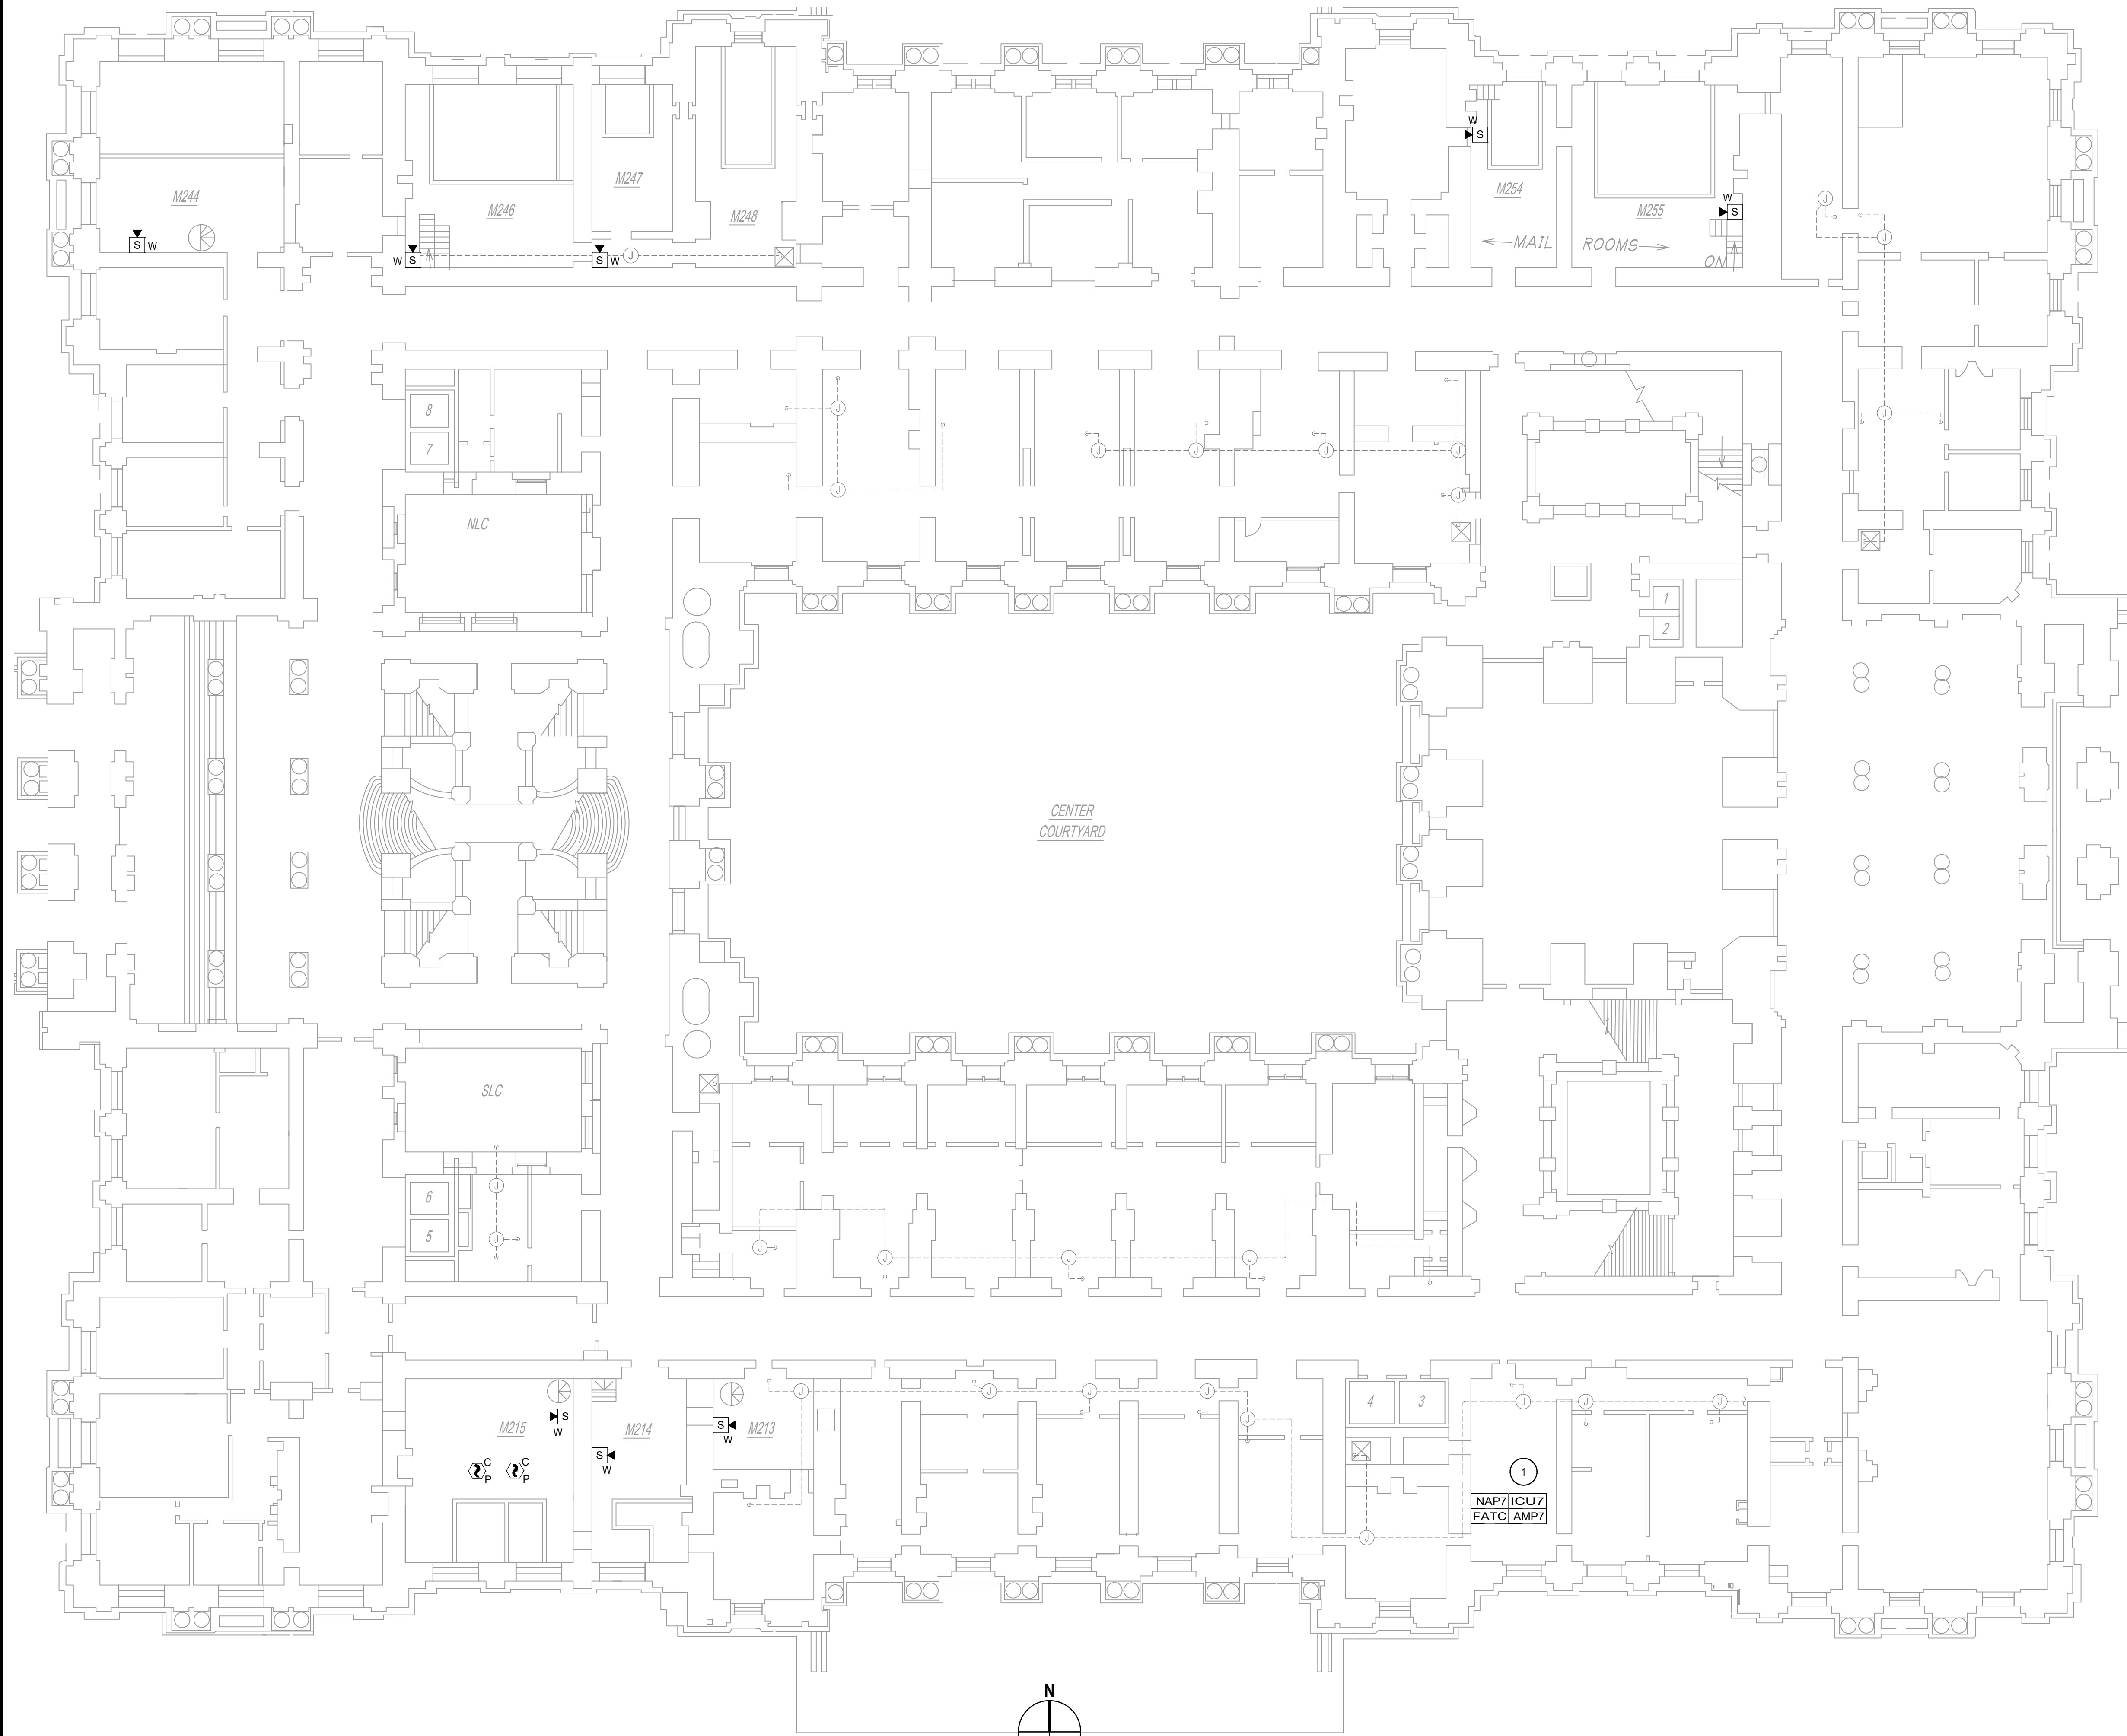 W
S
M244
S
W
M246
M247
M248
W
S
S
W
J
M254
M255
W
S
J
J
← MAIL ROOMS →
ON
8
7
J
J
J
J
J
J
J
J
NLC
1
2
CENTER
COURTYARD
SLC
6
5
J
J
J
J
J
J
M215
S
W
M214
S
W
S
W
M213
J
J
J
J
J
4
3
J
J
J
C
P
C
P
1
NAP7 ICU7
FATC AMP7
J
N